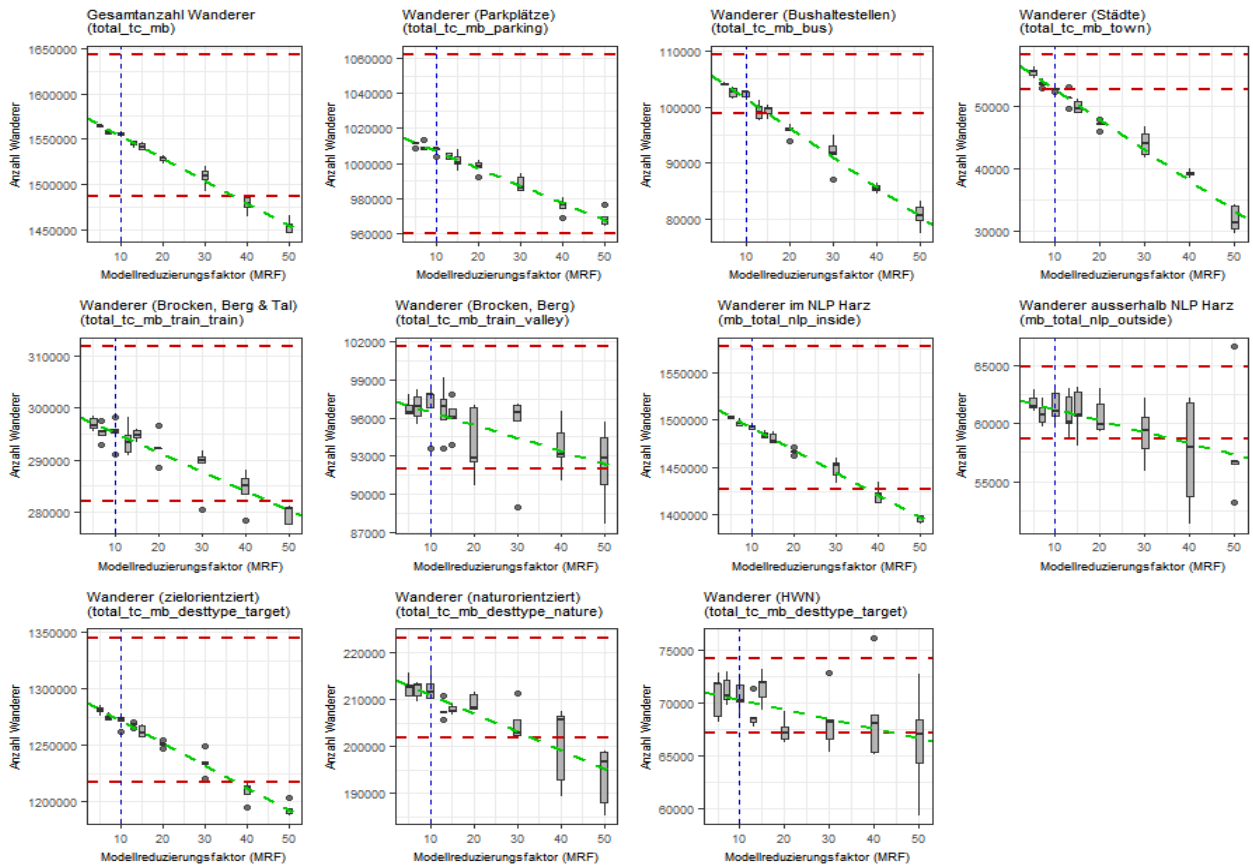 Gesamtanzahl Wanderer
(total_tc_mb)
1650000
1600000
1550000
1500000
1450000
Anzahl Wanderer
10 20 30 40 50
Modellreduzierungsfaktor (MRF)
Wanderer (Parkplätze)
(total_tc_mb_parking)
1060000
1040000
1020000
1000000
980000
960000
Anzahl Wanderer
10 20 30 40 50
Modellreduzierungsfaktor (MRF)
Wanderer (Bushaltestellen)
(total_tc_mb_bus)
110000
100000
90000
80000
Anzahl Wanderer
10 20 30 40 50
Modellreduzierungsfaktor (MRF)
Wanderer (Städte)
(total_tc_mb_town)
50000
40000
30000
Anzahl Wanderer
10 20 30 40 50
Modellreduzierungsfaktor (MRF)
Wanderer (Brocken, Berg & Tal)
(total_tc_mb_train_train)
310000
300000
290000
280000
Anzahl Wanderer
10 20 30 40 50
Modellreduzierungsfaktor (MRF)
Wanderer (Brocken, Berg)
(total_tc_mb_train_valley)
102000
99000
96000
93000
90000
87000
Anzahl Wanderer
10 20 30 40 50
Modellreduzierungsfaktor (MRF)
Wanderer im NLP Harz
(mb_total_nlp_inside)
1550000
1500000
1450000
1400000
Anzahl Wanderer
10 20 30 40 50
Modellreduzierungsfaktor (MRF)
Wanderer ausserhalb NLP Harz
(mb_total_nlp_outside)
65000
60000
55000
Anzahl Wanderer
10 20 30 40 50
Modellreduzierungsfaktor (MRF)
Wanderer (zielorientziert)
(total_tc_mb_desttype_target)
1350000
1300000
1250000
1200000
Anzahl Wanderer
10 20 30 40 50
Modellreduzierungsfaktor (MRF)
Wanderer (naturorientziert)
(total_tc_mb_desttype_nature)
220000
210000
200000
190000
Anzahl Wanderer
10 20 30 40 50
Modellreduzierungsfaktor (MRF)
Wanderer (HWN)
(total_tc_mb_desttype_target)
75000
70000
65000
60000
Anzahl Wanderer
10 20 30 40 50
Modellreduzierungsfaktor (MRF)